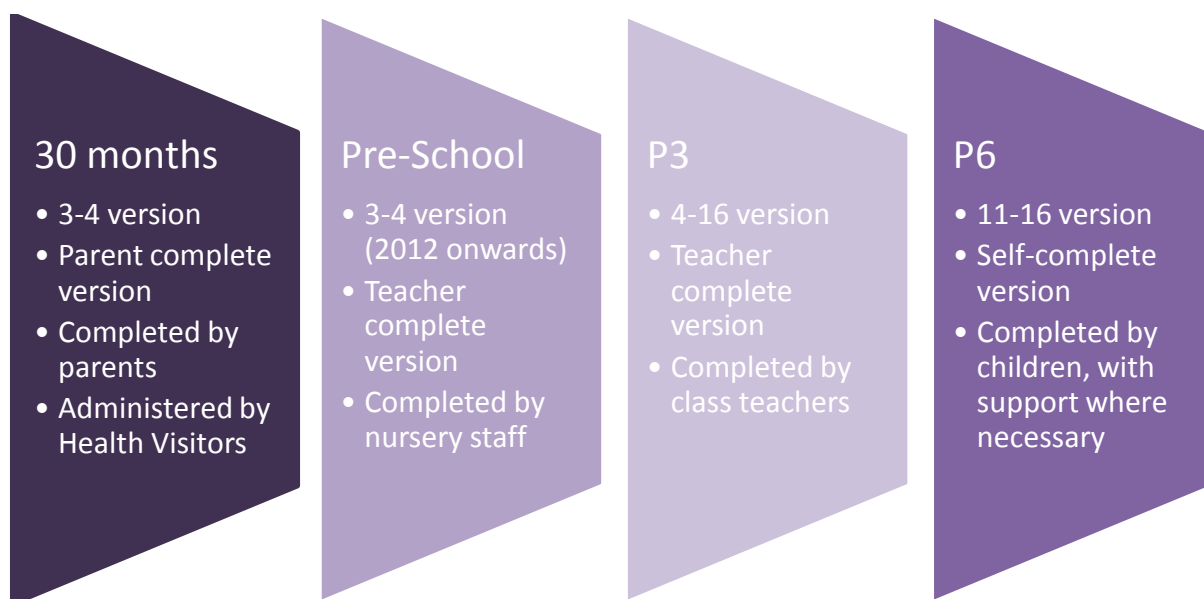 30 months
• 3-4 version
• Parent complete
version
• Completed by
parents
• Administered by
Health Visitors
Pre-School
• 3-4 version
(2012 onwards)
• Teacher
complete
version
• Completed by
nursery staff
P3
• 4-16 version
• Teacher
complete
version
• Completed by
class teachers
P6
• 11-16 version
• Self-complete
version
• Completed by
children, with
support where
necessary